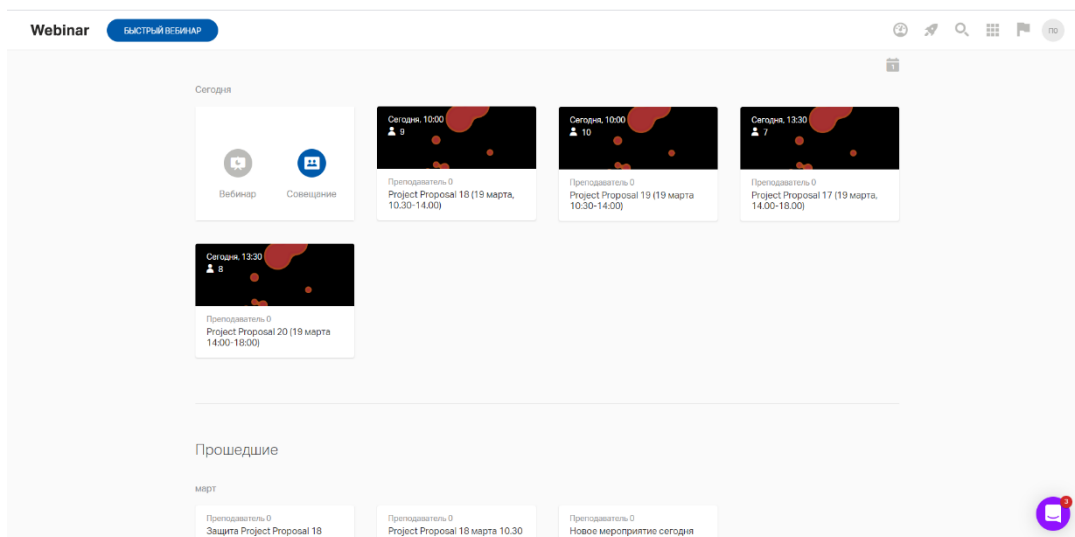 Webinar
БЫСТРЫЙ ВЕБИНАР
ПО
1
Сегодня
Вебинар
Совещание
Сегодня, 10:00
9
Преподаватель 0
Project Proposal 18 (19 марта,
10.30-14.00)
Сегодня, 10:00
10
Преподаватель 0
Project Proposal 19 (19 марта
10:30-14:00)
Сегодня, 13:30
7
Преподаватель 0
Project Proposal 17 (19 марта,
14.00-18.00)
Сегодня, 13:30
8
Преподаватель 0
Project Proposal 20 (19 марта
14:00-18:00)
Прошедшие
март
Преподаватель 0
Защита Project Proposal 18
Преподаватель 0
Project Proposal 18 марта 10.30
Преподаватель 0
Новое мероприятие сегодня
3